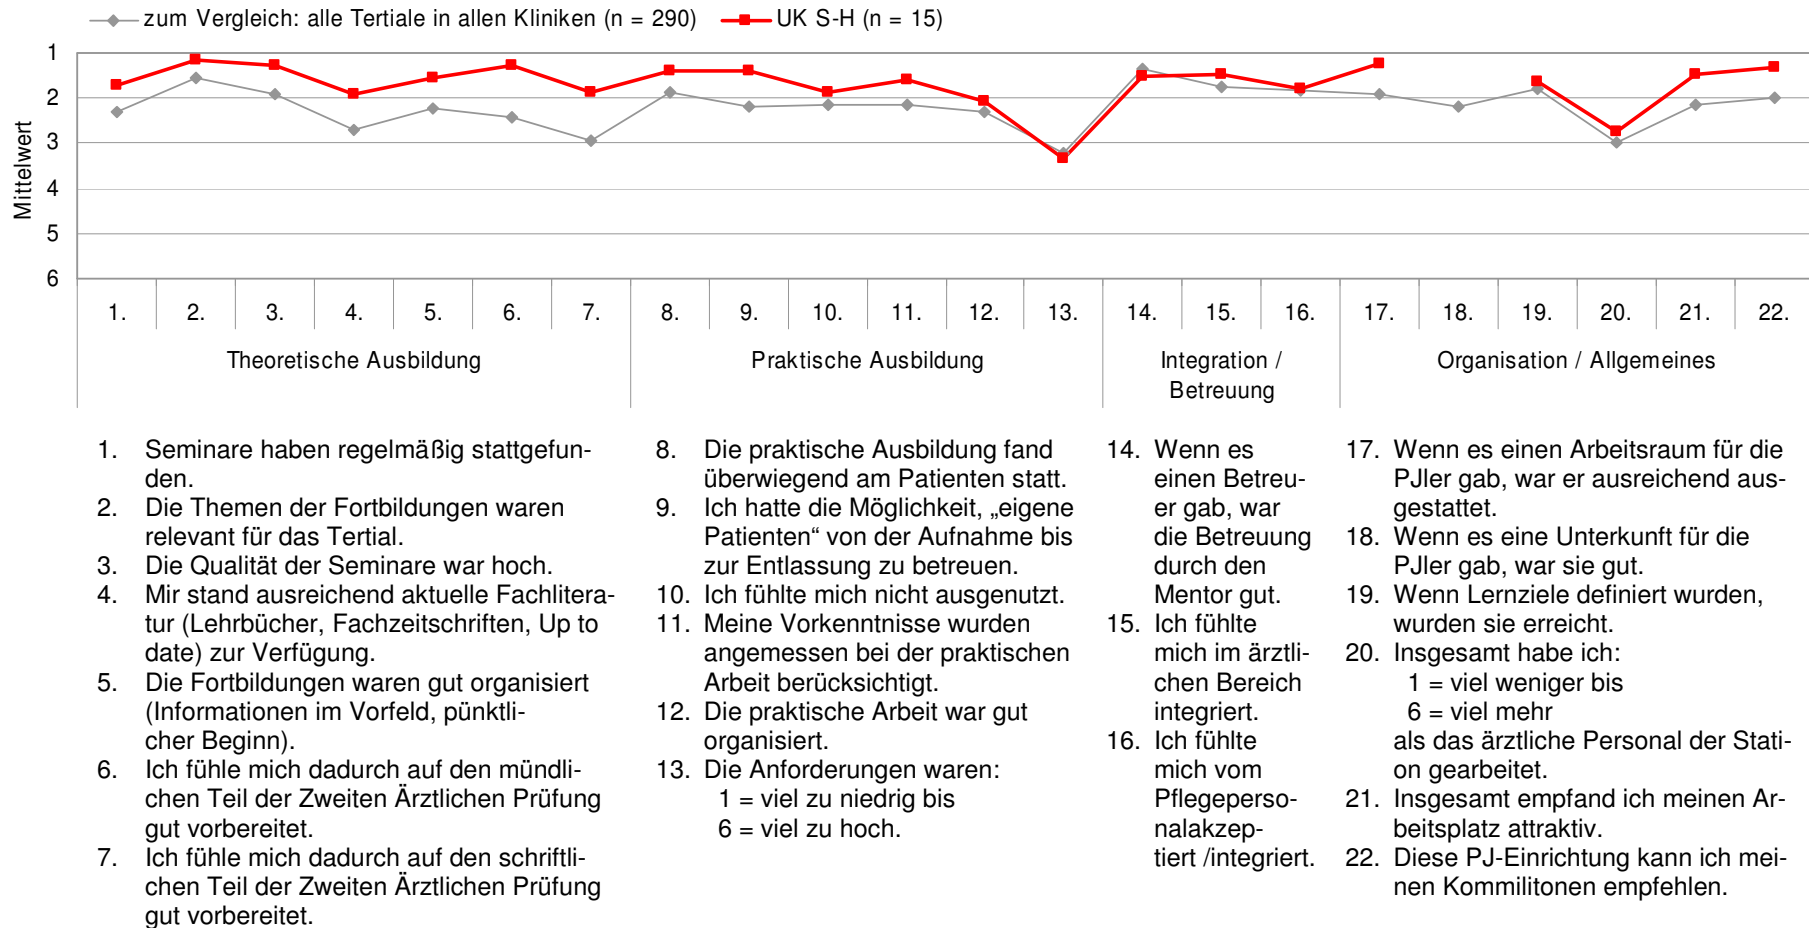 zum Vergleich: alle Tertiale in allen Kliniken (n = 290)
UK S-H (n = 15)
Mittelwert
1
2
3
4
5
6
1. 2. 3. 4. 5. 6. 7. 8. 9. 10. 11. 12. 13. 14. 15. 16. 17. 18. 19. 20. 21. 22.
Theoretische Ausbildung
Praktische Ausbildung
Integration /
Betreuung
Organisation / Allgemeines
1. Seminare haben regelmäßig stattgefun-
den.
2. Die Themen der Fortbildungen waren
relevant für das Tertial.
3. Die Qualität der Seminare war hoch.
4. Mir stand ausreichend aktuelle Fachlitera-
tur (Lehrbücher, Fachzeitschriften, Up to
date) zur Verfügung.
5. Die Fortbildungen waren gut organisiert
(Informationen im Vorfeld, pünktli-
cher Beginn).
6. Ich fühle mich dadurch auf den mündli-
chen Teil der Zweiten Ärztlichen Prüfung
gut vorbereitet.
7. Ich fühle mich dadurch auf den schriftli-
chen Teil der Zweiten Ärztlichen Prüfung
gut vorbereitet.
8. Die praktische Ausbildung fand
überwiegend am Patienten statt.
9. Ich hatte die Möglichkeit, „eigene
Patienten“ von der Aufnahme bis
zur Entlassung zu betreuen.
10. Ich fühlte mich nicht ausgenutzt.
11. Meine Vorkenntnisse wurden
angemessen bei der praktischen
Arbeit berücksichtigt.
12. Die praktische Arbeit war gut
organisiert.
13. Die Anforderungen waren:
1 = viel zu niedrig bis
6 = viel zu hoch.
14. Wenn es
einen Betreu-
er gab, war
die Betreuung
durch den
Mentor gut.
15. Ich fühlte
mich im ärztli-
chen Bereich
integriert.
16. Ich fühlte
mich vom
Pflegeperso-
nalakzep-
tiert /integriert.
17. Wenn es einen Arbeitsraum für die
PJler gab, war er ausreichend aus-
gestattet.
18. Wenn es eine Unterkunft für die
PJler gab, war sie gut.
19. Wenn Lernziele definiert wurden,
wurden sie erreicht.
20. Insgesamt habe ich:
1 = viel weniger bis
6 = viel mehr
als das ärztliche Personal der Stati-
on gearbeitet.
21. Insgesamt empfand ich meinen Ar-
beitsplatz attraktiv.
22. Diese PJ-Einrichtung kann ich mei-
nen Kommilitonen empfehlen.